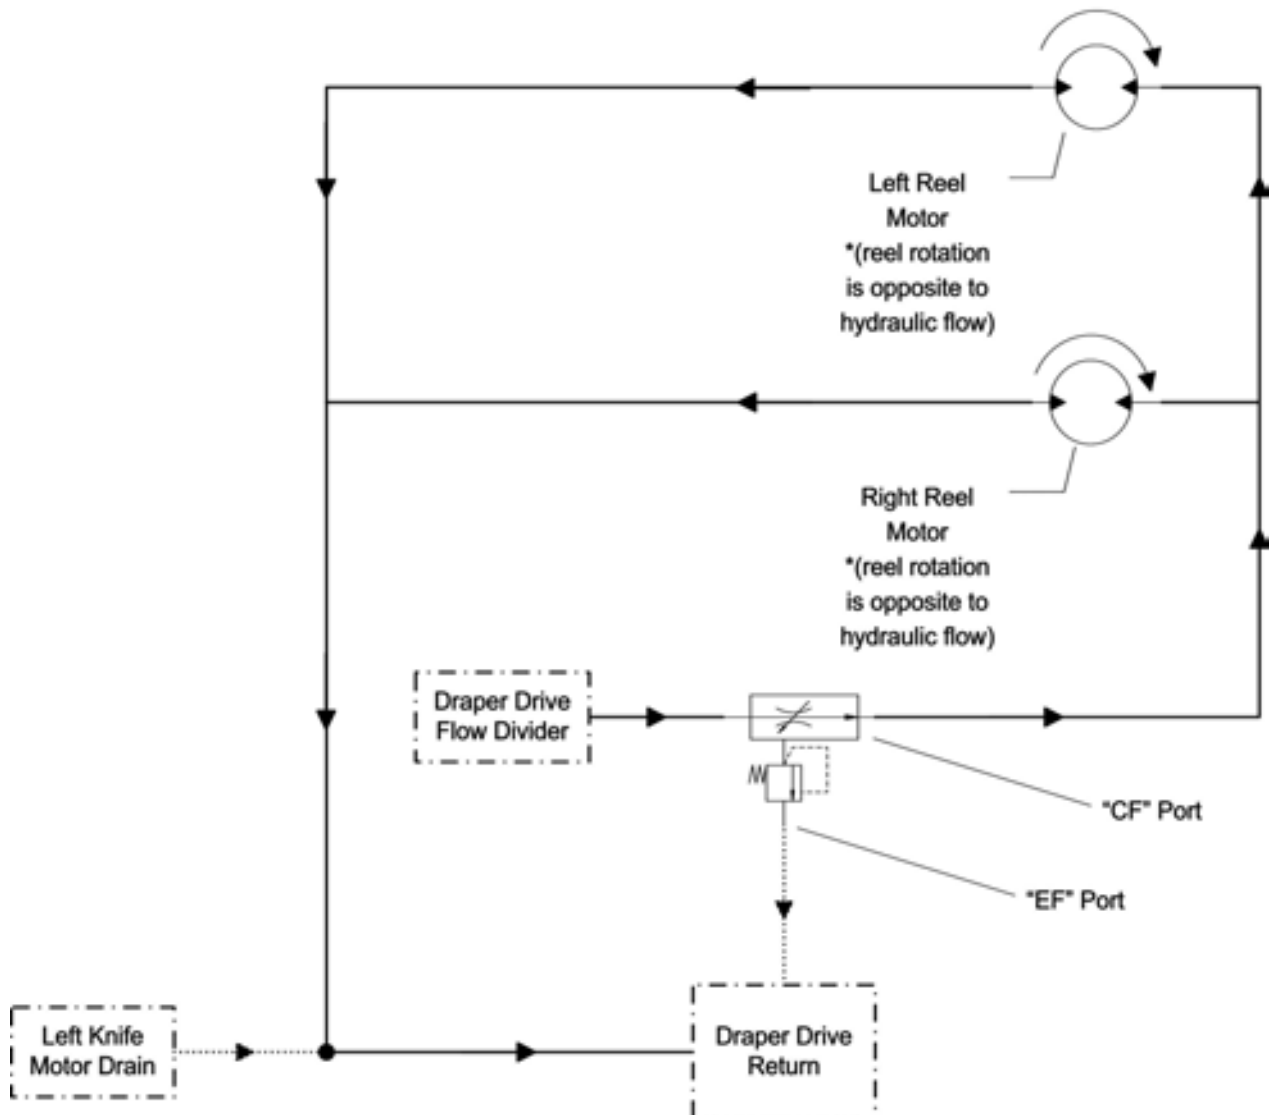 Left Reel
Motor
*(reel rotation
is opposite to
hydraulic flow)
Right Reel
Motor
*(reel rotation
is opposite to
hydraulic flow)
Draper Drive
Flow Divider
"CF" Port
"EF" Port
Left Knife
Motor Drain
Draper Drive
Return